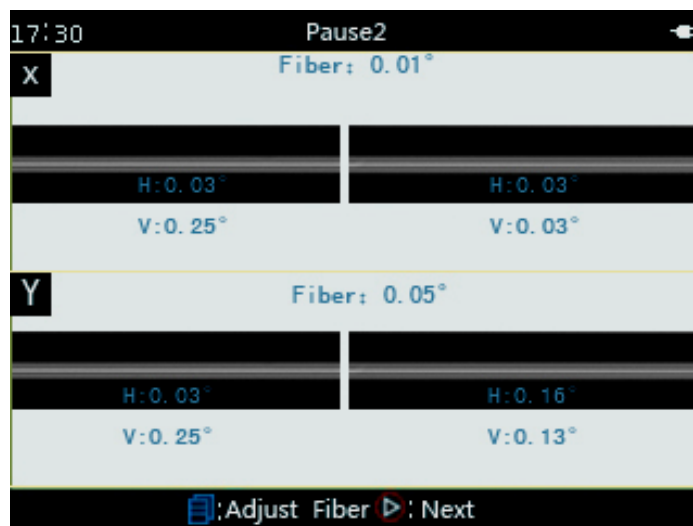 17:30 Pause2
X Fiber: 0.01°
H:0.03° H:0.03°
V:0.25° V:0.03°
Y Fiber: 0.05°
H:0.03° H:0.16°
V:0.25° V:0.13°
:Adjust Fiber : Next